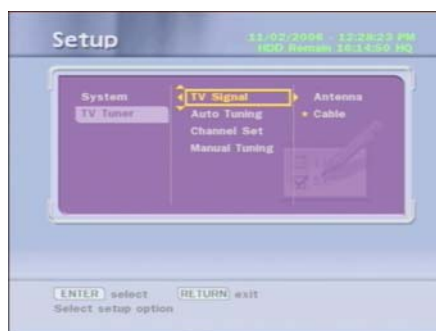 Setup
11/02/2006 - 12:28:23 PM
HDD Remain 16:14:50 HQ
System
TV Tuner
TV Signal
Auto Tuning
Channel Set
Manual Tuning
Antenna
Cable
ENTER select RETURN exit
Select setup option